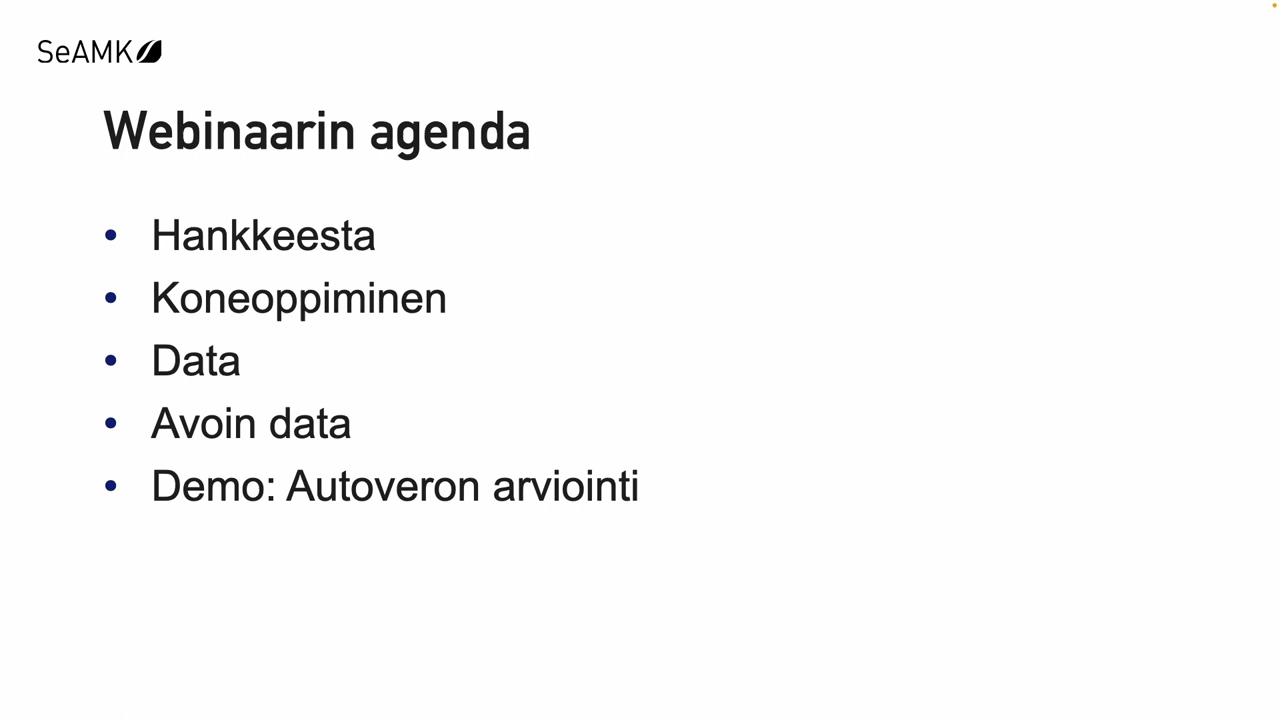 SeAMK
Webinaarin agenda
• Hankkeesta
• Koneoppiminen
• Data
• Avoin data
• Demo: Autoveron arviointi